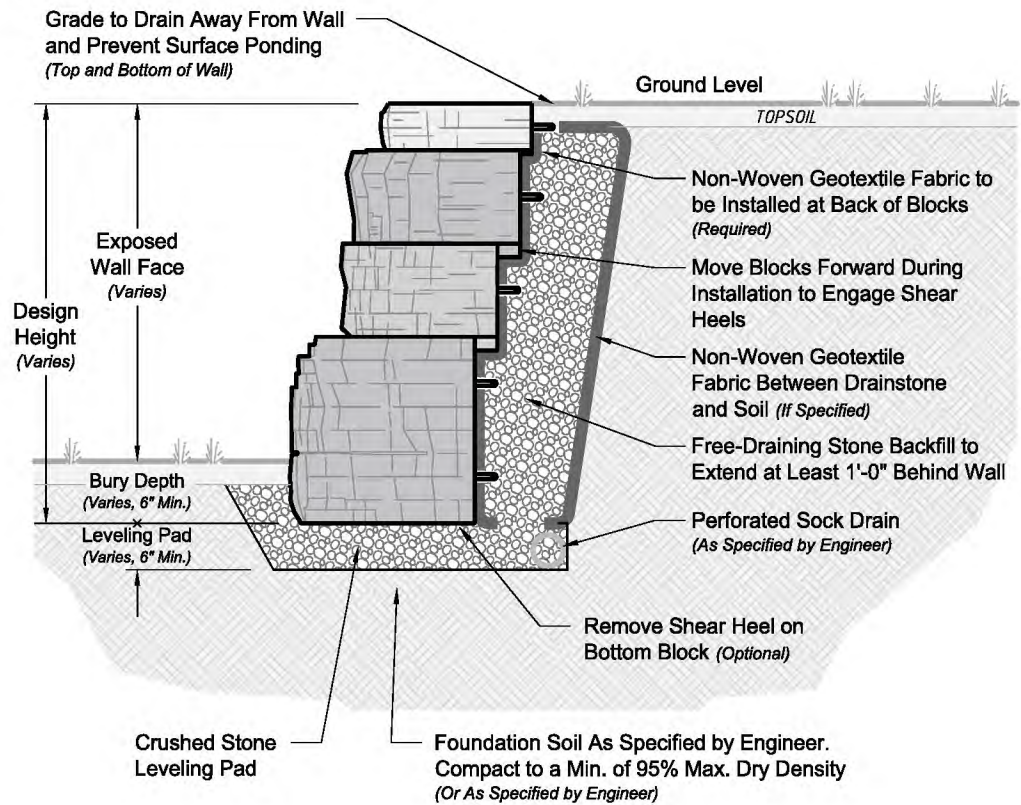 Grade to Drain Away From Wall
and Prevent Surface Ponding
(Top and Bottom of Wall)
Ground Level
TOPSOIL
Non-Woven Geotextile Fabric to
be Installed at Back of Blocks
(Required)
Exposed
Wall Face
(Varies)
Move Blocks Forward During
Installation to Engage Shear
Heels
Design
Height
(Varies)
Non-Woven Geotextile
Fabric Between Drainstone
and Soil (If Specified)
Free-Draining Stone Backfill to
Extend at Least 1'-0" Behind Wall
Bury Depth
(Varies, 6" Min.)
Leveling Pad
(Varies, 6" Min.)
Perforated Sock Drain
(As Specified by Engineer)
Remove Shear Heel on
Bottom Block (Optional)
Crushed Stone
Leveling Pad
Foundation Soil As Specified by Engineer.
Compact to a Min. of 95% Max. Dry Density
(Or As Specified by Engineer)